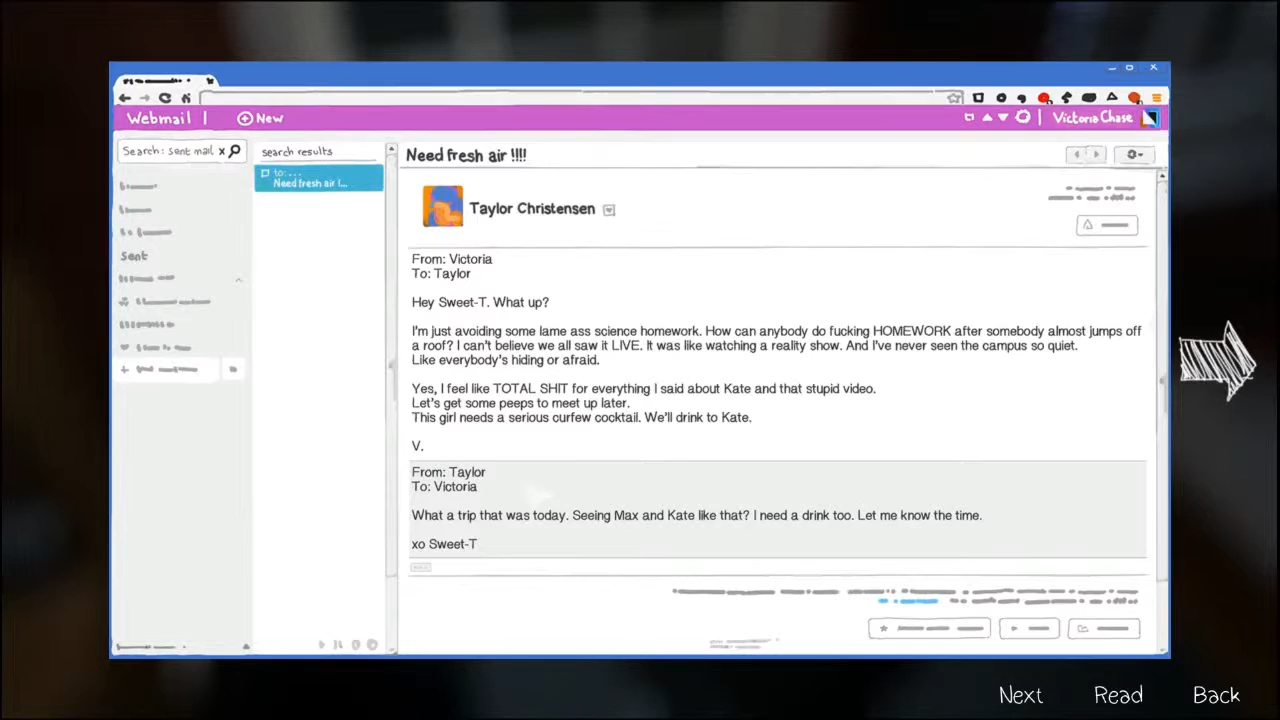 Webmail
New
Victoria Chase
Search: sent mail x
search results
Need fresh air !!!!
to: ...
Need fresh air !...
Taylor Christensen
Sent
From: Victoria
To: Taylor
Hey Sweet-T. What up?
I'm just avoiding some lame ass science homework. How can anybody do fucking HOMEWORK after somebody almost jumps off
a roof? I can't believe we all saw it LIVE. It was like watching a reality show. And I've never seen the campus so quiet.
Like everybody's hiding or afraid.
Yes, I feel like TOTAL SHIT for everything I said about Kate and that stupid video.
Let's get some peeps to meet up later.
This girl needs a serious curfew cocktail. We'll drink to Kate.
V.
From: Taylor
To: Victoria
What a trip that was today. Seeing Max and Kate like that? I need a drink too. Let me know the time.
xo Sweet-T
Next
Read
Back